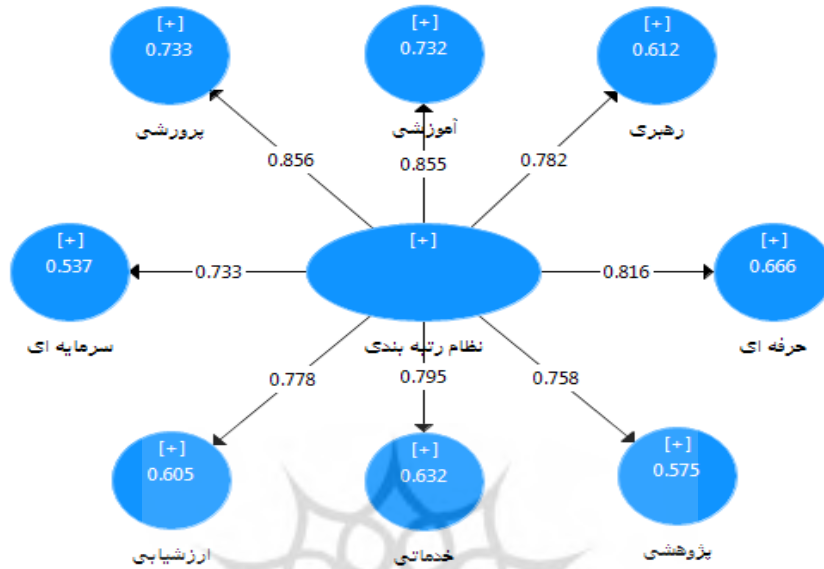 [+]
0.733
پرورشی
[+]
0.732
آموزشی
[+]
0.612
رهبری
0.856
0.855
0.782
[+]
0.537
سرمایه ای
0.733
[+]
نظام رتبه بندی
0.816
[+]
0.666
حرفه ای
0.778
0.795
0.758
[+]
0.605
ارزشیابی
[+]
0.632
خدماتی
[+]
0.575
پژوهشی